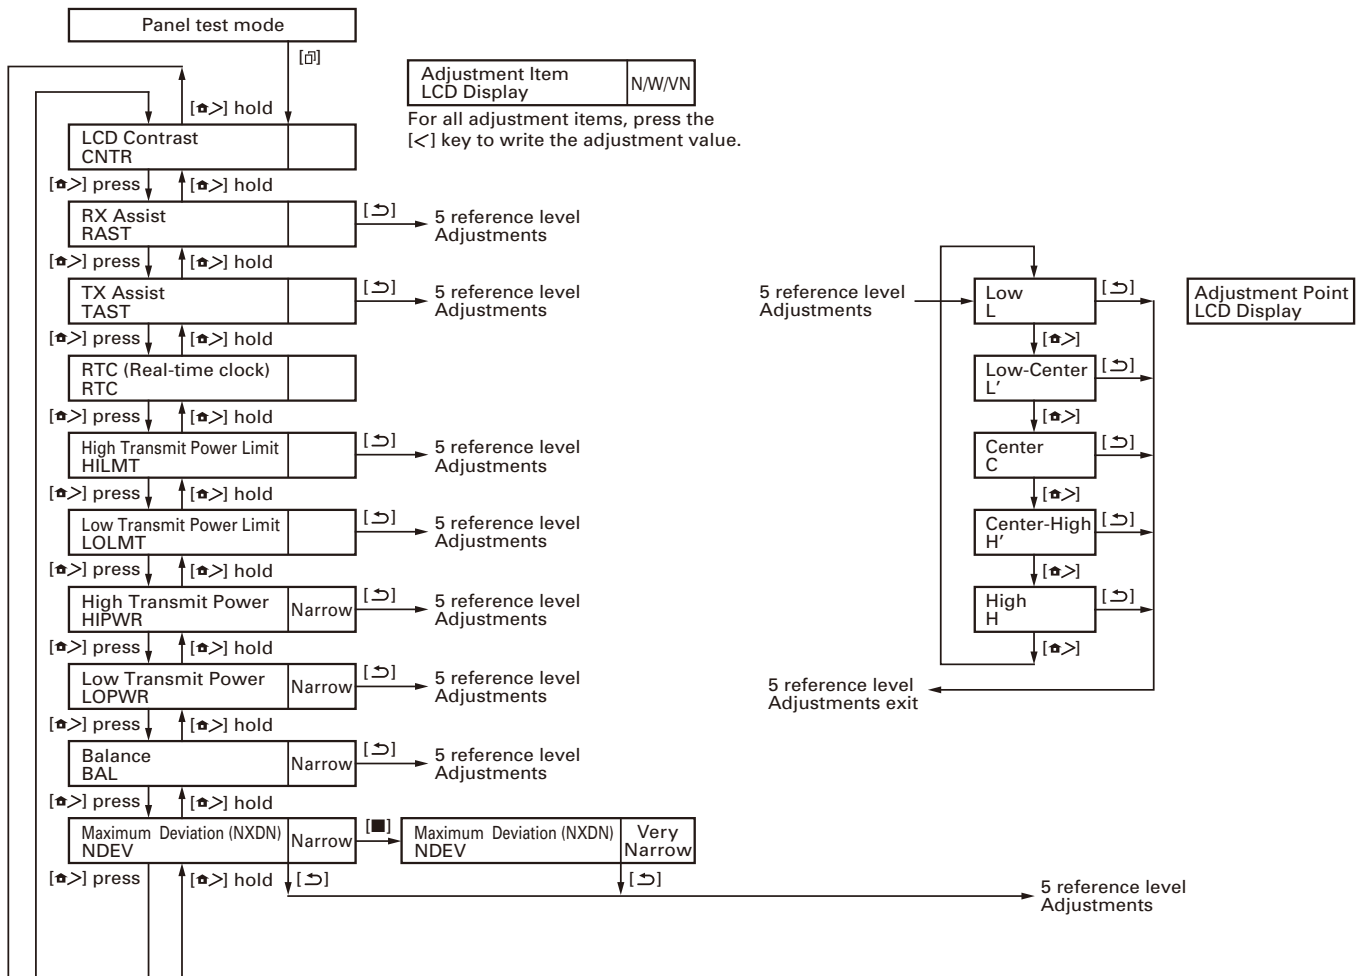 Panel test mode
[🗇]
Adjustment Item
LCD Display
N/W/VN
For all adjustment items, press the
[<] key to write the adjustment value.
[🏠>] hold
LCD Contrast
CNTR
[🏠>] press
[🏠>] hold
RX Assist
RAST
[⮌]
5 reference level
Adjustments
[🏠>] press
[🏠>] hold
TX Assist
TAST
[⮌]
5 reference level
Adjustments
[🏠>] press
[🏠>] hold
RTC (Real-time clock)
RTC
[🏠>] press
[🏠>] hold
High Transmit Power Limit
HILMT
[⮌]
5 reference level
Adjustments
[🏠>] press
[🏠>] hold
Low Transmit Power Limit
LOLMT
[⮌]
5 reference level
Adjustments
[🏠>] press
[🏠>] hold
High Transmit Power
HIPWR
Narrow
[⮌]
5 reference level
Adjustments
[🏠>] press
[🏠>] hold
Low Transmit Power
LOPWR
Narrow
[⮌]
5 reference level
Adjustments
[🏠>] press
[🏠>] hold
Balance
BAL
Narrow
[⮌]
5 reference level
Adjustments
[🏠>] press
[🏠>] hold
Maximum Deviation (NXDN)
NDEV
Narrow
[■]
Maximum Deviation (NXDN)
NDEV
Very
Narrow
[🏠>] press
[🏠>] hold
[⮌]
[⮌]
5 reference level
Adjustments
5 reference level
Adjustments
Low
L
[⮌]
Adjustment Point
LCD Display
[🏠>]
Low-Center
L'
[⮌]
[🏠>]
Center
C
[⮌]
[🏠>]
Center-High
H'
[⮌]
[🏠>]
High
H
[⮌]
[🏠>]
5 reference level
Adjustments exit